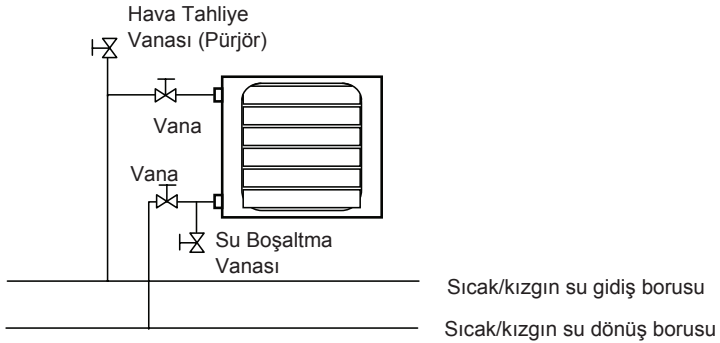 Hava Tahliye
Vanası (Pürjör)
Vana
Vana
Su Boşaltma
Vanası
Sıcak/kızgın su gidiş borusu
Sıcak/kızgın su dönüş borusu